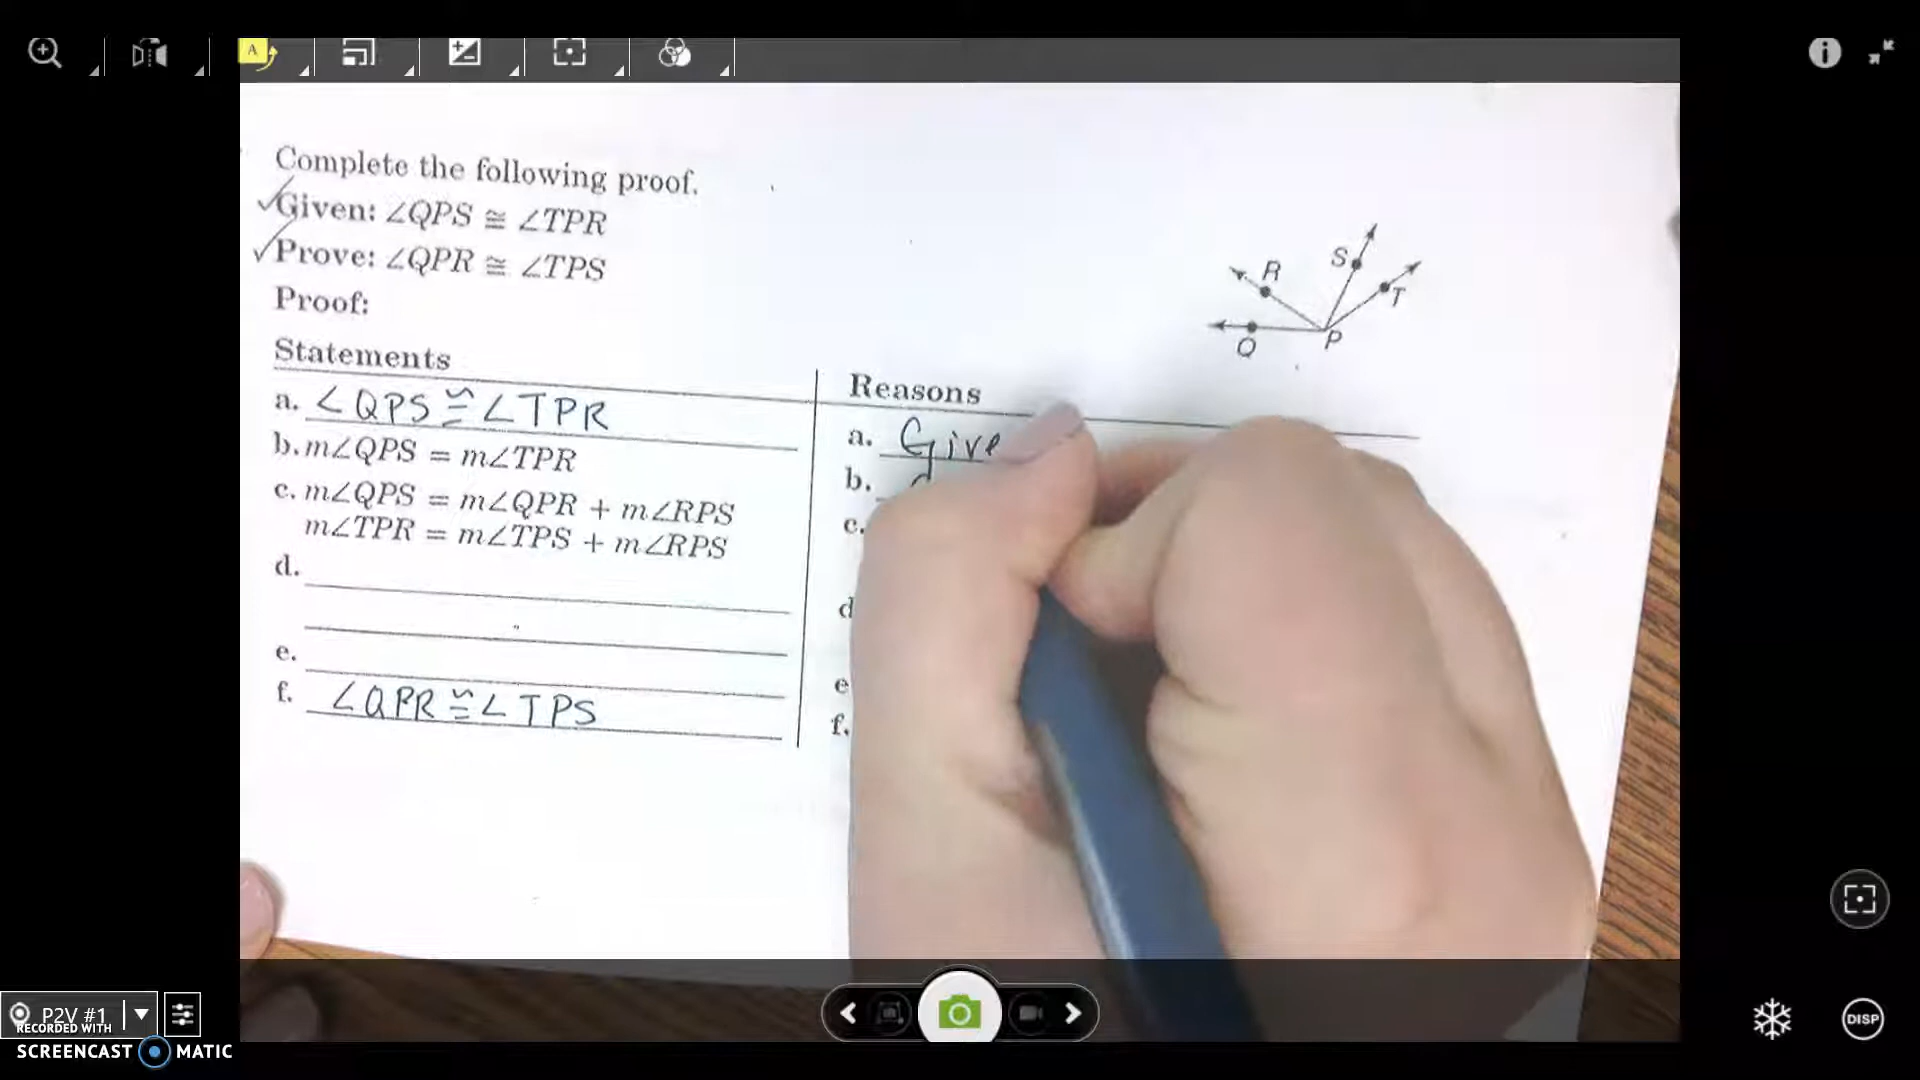 A
Complete the following proof.
Given: ∠QPS ≅ ∠TPR
Prove: ∠QPR ≅ ∠TPS
Proof:
Statements
a. ∠QPS ≅ ∠TPR
b. m∠QPS = m∠TPR
c. m∠QPS = m∠QPR + m∠RPS
m∠TPR = m∠TPS + m∠RPS
d.
e.
f. ∠QPR ≅ ∠TPS
Reasons
a. Give
b.
c.
d
e
f.
R
S
T
Q
P
P2V #1
RECORDED WITH
SCREENCAST MATIC
DISP